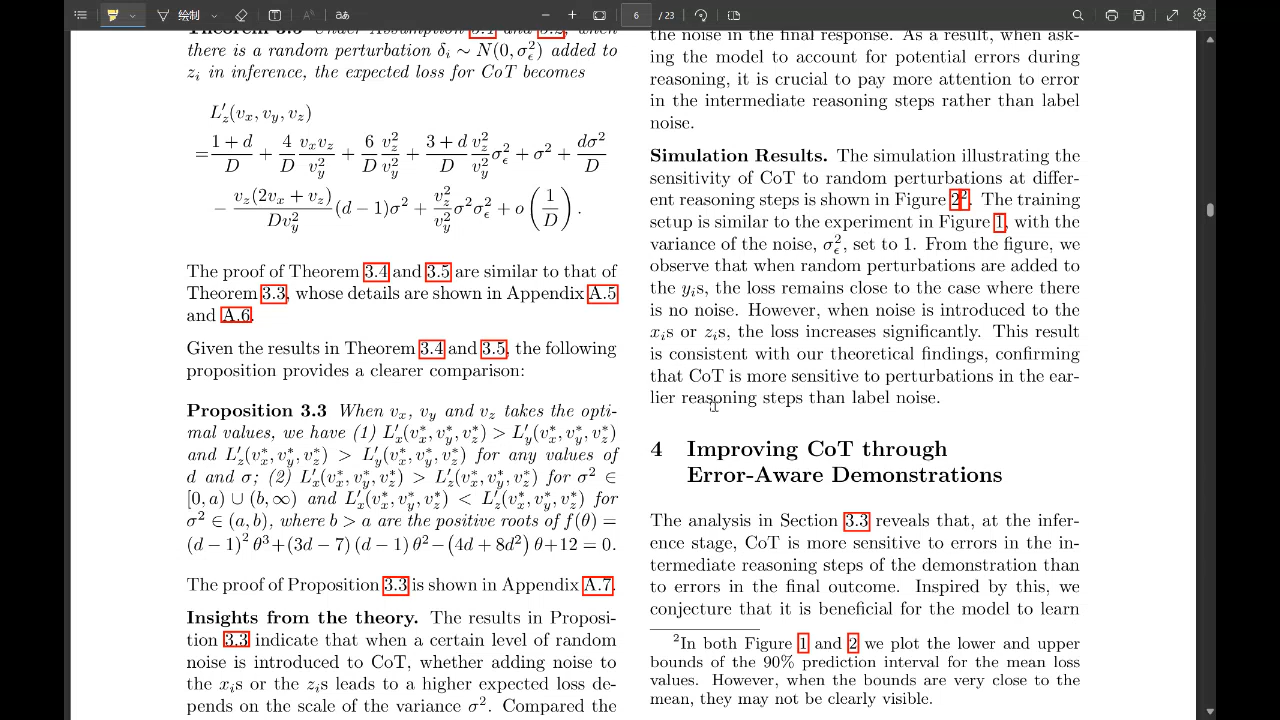 绘制
6
/ 23
Theorem 3.5 Under Assumption 3.1 and 3.2, when
there is a random perturbation δ_i ∼ N(0, σ_ϵ^2) added to
z_i in inference, the expected loss for CoT becomes
L'_z(v_x, v_y, v_z)
= \frac{1+d}{D} + \frac{4}{D}\frac{v_x v_z}{v_y^2} + \frac{6}{D}\frac{v_z^2}{v_y^2} + \frac{3+d}{D}\frac{v_z^2}{v_y^2}σ_ϵ^2 + σ^2 + \frac{dσ^2}{D}
− \frac{v_z(2v_x + v_z)}{Dv_y^2}(d − 1)σ^2 + \frac{v_z^2}{v_y^2}σ^2σ_ϵ^2 + o\left(\frac{1}{D}\right).
The proof of Theorem 3.4 and 3.5 are similar to that of
Theorem 3.3, whose details are shown in Appendix A.5
and A.6.
Given the results in Theorem 3.4 and 3.5, the following
proposition provides a clearer comparison:
Proposition 3.3 When v_x, v_y and v_z takes the opti-
mal values, we have (1) L'_x(v_x^*, v_y^*, v_z^*) > L'_y(v_x^*, v_y^*, v_z^*)
and L'_z(v_x^*, v_y^*, v_z^*) > L'_y(v_x^*, v_y^*, v_z^*) for any values of
d and σ; (2) L'_x(v_x^*, v_y^*, v_z^*) > L'_z(v_x^*, v_y^*, v_z^*) for σ^2 ∈
[0, a) ∪ (b, ∞) and L'_x(v_x^*, v_y^*, v_z^*) < L'_z(v_x^*, v_y^*, v_z^*) for
σ^2 ∈ (a, b), where b > a are the positive roots of f(θ) =
(d − 1)^2 θ^3 + (3d − 7) (d − 1) θ^2 − (4d + 8d^2) θ + 12 = 0.
The proof of Proposition 3.3 is shown in Appendix A.7.
Insights from the theory. The results in Proposi-
tion 3.3 indicate that when a certain level of random
noise is introduced to CoT, whether adding noise to
the x_is or the z_is leads to a higher expected loss de-
pends on the scale of the variance σ^2. Compared the
the noise in the final response. As a result, when ask-
ing the model to account for potential errors during
reasoning, it is crucial to pay more attention to error
in the intermediate reasoning steps rather than label
noise.
Simulation Results. The simulation illustrating the
sensitivity of CoT to random perturbations at differ-
ent reasoning steps is shown in Figure 2^2. The training
setup is similar to the experiment in Figure 1, with the
variance of the noise, σ_ϵ^2, set to 1. From the figure, we
observe that when random perturbations are added to
the y_is, the loss remains close to the case where there
is no noise. However, when noise is introduced to the
x_is or z_is, the loss increases significantly. This result
is consistent with our theoretical findings, confirming
that CoT is more sensitive to perturbations in the ear-
lier reasoning steps than label noise.
4 Improving CoT through
Error-Aware Demonstrations
The analysis in Section 3.3 reveals that, at the infer-
ence stage, CoT is more sensitive to errors in the in-
termediate reasoning steps of the demonstration than
to errors in the final outcome. Inspired by this, we
conjecture that it is beneficial for the model to learn
^2In both Figure 1 and 2 we plot the lower and upper
bounds of the 90% prediction interval for the mean loss
values. However, when the bounds are very close to the
mean, they may not be clearly visible.